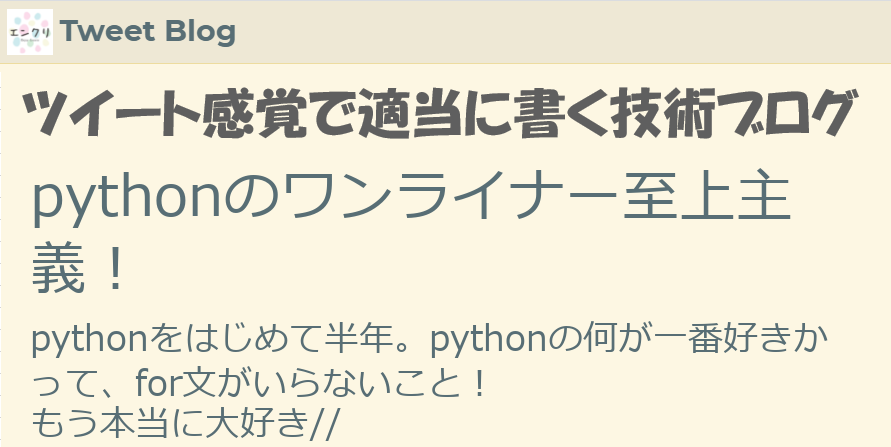 エンクリ Tweet Blog
ツイート感覚で適当に書く技術ブログ
pythonのワンライナー至上主
義！
pythonをはじめて半年。pythonの何が一番好きか
って、for文がいらないこと！
もう本当に大好き//